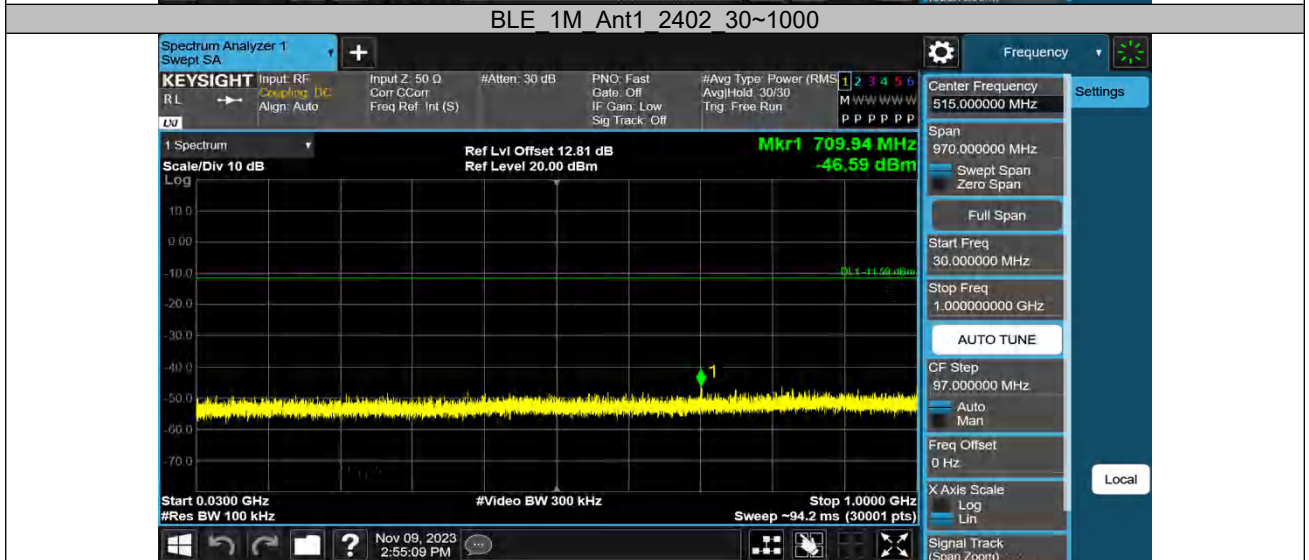 BLE_1M_Ant1_2402_30~1000
Spectrum Analyzer 1
Swept SA
+
Frequency
KEYSIGHT
RL
LXI
Input: RF
Coupling: DC
Align: Auto
Input Z: 50 Ω
Corr CCorr
Freq Ref: Int (S)
#Atten: 30 dB
PNO: Fast
Gate: Off
IF Gain: Low
Sig Track: Off
#Avg Type: Power (RMS
Avg|Hold: 30/30
Trig: Free Run
1 2 3 4 5 6
M W W W W W
P P P P P P
1 Spectrum
Scale/Div 10 dB
Log
Ref Lvl Offset 12.81 dB
Ref Level 20.00 dBm
Mkr1 709.94 MHz
-46.59 dBm
10.0
0.00
-10.0
-20.0
-30.0
-40.0
-50.0
-60.0
-70.0
1
Start 0.0300 GHz
#Res BW 100 kHz
#Video BW 300 kHz
Stop 1.0000 GHz
Sweep ~94.2 ms (30001 pts)
?
Nov 09, 2023
2:55:09 PM
Center Frequency
515.000000 MHz
Span
970.000000 MHz
Swept Span
Zero Span
Full Span
Start Freq
30.000000 MHz
Stop Freq
1.000000000 GHz
AUTO TUNE
CF Step
97.000000 MHz
Auto
Man
Freq Offset
0 Hz
X Axis Scale
Log
Lin
Signal Track
(Span Zoom)
Settings
Local